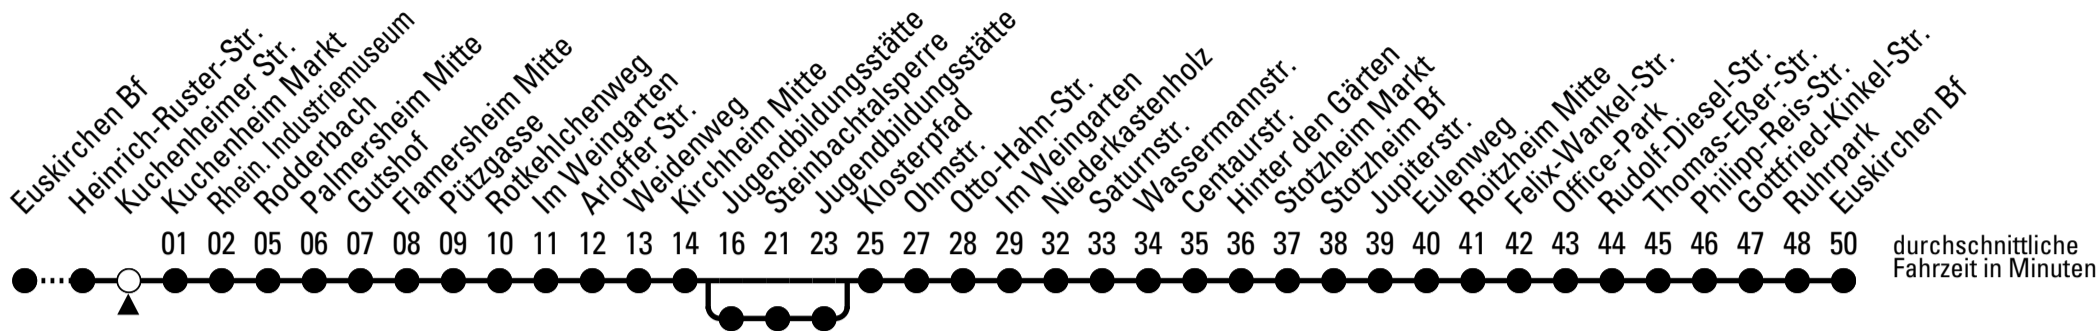 Euskirchen Bf
Heinrich-Ruster-Str.
Kuchenheimer Str.
Kuchenheim Markt
Rhein. Industriemuseum
Rodderbach
Palmersheim Mitte
Gutshof
Flamersheim Mitte
Pützgasse
Rotkehlchenweg
Im Weingarten
Arloffer Str.
Weidenweg
Kirchheim Mitte
Jugendbildungsstätte
Steinbachtalsperre
Jugendbildungsstätte
Klosterpfad
Ohmstr.
Otto-Hahn-Str.
Im Weingarten
Niederkastenholz
Saturnstr.
Wassermannstr.
Centaurstr.
Hinter den Gärten
Stotzheim Markt
Stotzheim Bf
Jupiterstr.
Eulenweg
Roitzheim Mitte
Felix-Wankel-Str.
Office-Park
Rudolf-Diesel-Str.
Thomas-Eßer-Str.
Philipp-Reis-Str.
Gottfried-Kinkel-Str.
Ruhrpark
Euskirchen Bf
01 02 05 06 07 08 09 10 11 12 13 14 16 21 23 25 27 28 29 32 33 34 35 36 37 38 39 40 41 42 43 44 45 46 47 48 50
durchschnittliche
Fahrzeit in Minuten